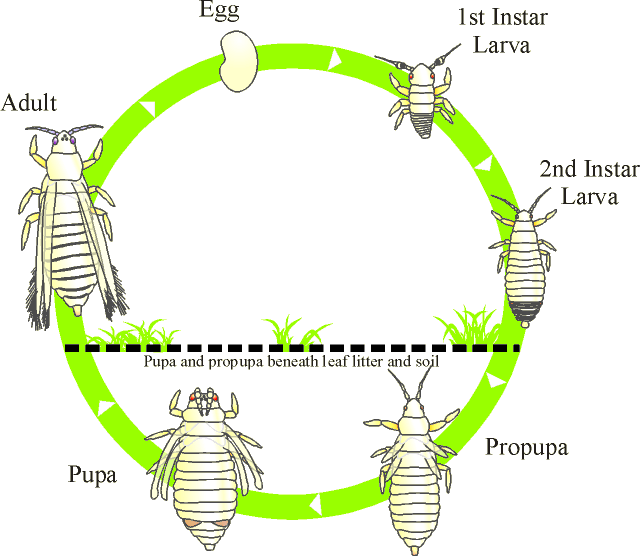 Egg
1st Instar
Larva
Adult
2nd Instar
Larva
Pupa and propupa beneath leaf litter and soil
Propupa
Pupa